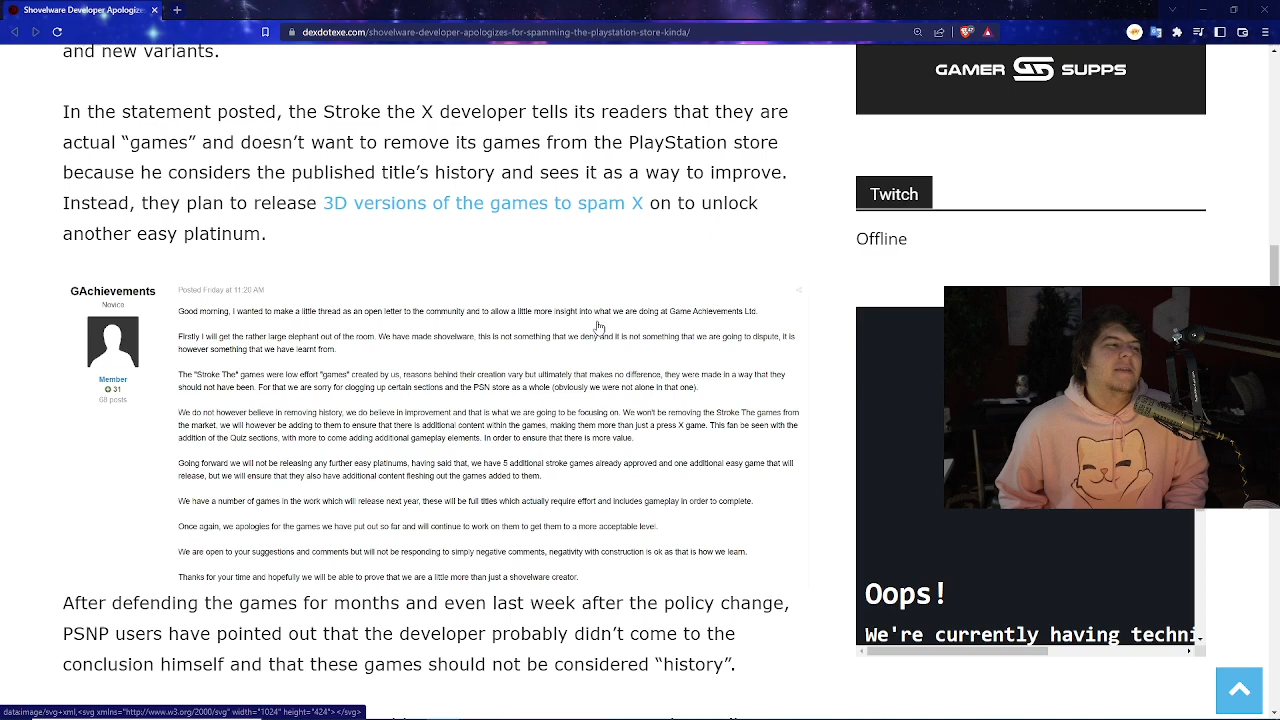 Shovelware Developer Apologize
dexdotexe.com/shovelware-developer-apologizes-for-spamming-the-playstation-store-kinda/
and new variants.
In the statement posted, the Stroke the X developer tells its readers that they are
actual “games” and doesn’t want to remove its games from the PlayStation store
because he considers the published title’s history and sees it as a way to improve.
Instead, they plan to release 3D versions of the games to spam X on to unlock
another easy platinum.
GAchievements
Novice
Member
31
68 posts
Posted Friday at 11:20 AM
Good morning, I wanted to make a little thread as an open letter to the community and to allow a little more insight into what we are doing at Game Achievements Ltd.
Firstly I will get the rather large elephant out of the room. We have made shovelware, this is not something that we deny and it is not something that we are going to dispute, it is
however something that we have learnt from.
The "Stroke The" games were low effort "games" created by us, reasons behind their creation vary but ultimately that makes no difference, they were made in a way that they
should not have been. For that we are sorry for clogging up certain sections and the PSN store as a whole (obviously we were not alone in that one).
We do not however believe in removing history, we do believe in improvement and that is what we are going to be focusing on. We won't be removing the Stroke The games from
the market, we will however be adding to them to ensure that there is additional content within the games, making them more than just a press X game. This fan be seen with the
addition of the Quiz sections, with more to come adding additional gameplay elements. In order to ensure that there is more value.
Going forward we will not be releasing any further easy platinums, having said that, we have 5 additional stroke games already approved and one additional easy game that will
release, but we will ensure that they also have additional content fleshing out the games added to them.
We have a number of games in the work which will release next year, these will be full titles which actually require effort and includes gameplay in order to complete.
Once again, we apologies for the games we have put out so far and will continue to work on them to get them to a more acceptable level.
We are open to your suggestions and comments but will not be responding to simply negative comments, negativity with construction is ok as that is how we learn.
Thanks for your time and hopefully we will be able to prove that we are a little more than just a shovelware creator.
After defending the games for months and even last week after the policy change,
PSNP users have pointed out that the developer probably didn’t come to the
conclusion himself and that these games should not be considered “history”.
data:image/svg+xml,<svg xmlns="http://www.w3.org/2000/svg" width="1024" height="424"></svg>
GAMER SUPPS
Twitch
Offline
Oops!
We're currently having techni